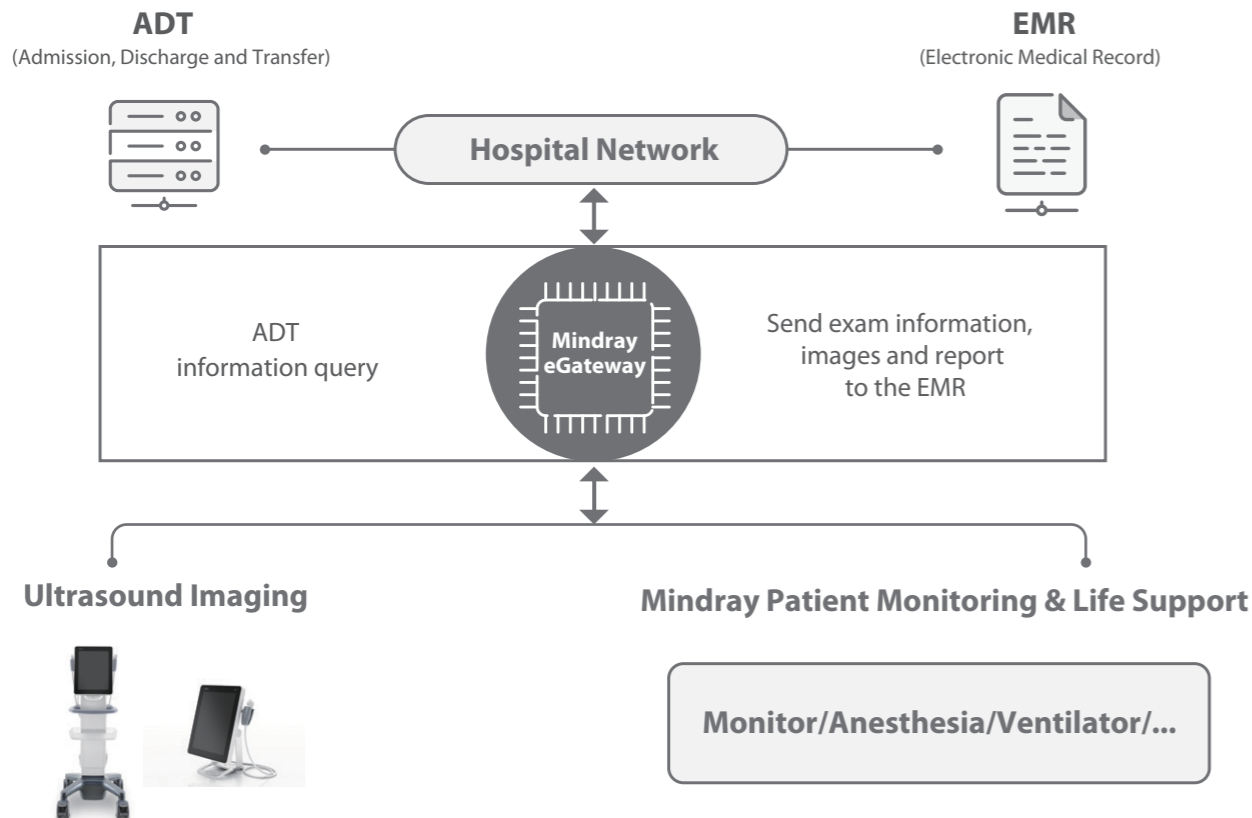 ADT
(Admission, Discharge and Transfer)
EMR
(Electronic Medical Record)
Hospital Network
ADT
information query
Mindray
eGateway
Send exam information,
images and report
to the EMR
Ultrasound Imaging
Mindray Patient Monitoring & Life Support
Monitor/Anesthesia/Ventilator/...